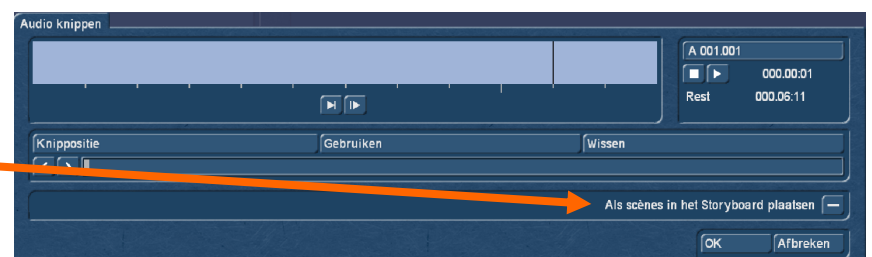 Audio knippen
A 001.001
000.00:01
Rest 000.06:11
Knippositie Gebruiken Wissen
Als scènes in het Storyboard plaatsen
OK Afbreken